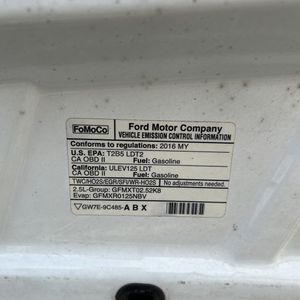 FoMoCo
Ford Motor Company
VEHICLE EMISSION CONTROL INFORMATION
Conforms to regulations: 2016 MY
U.S. EPA: T2B5 LDT2
CA OBD II Fuel: Gasoline
California: ULEV125 LDT
CA OBD II Fuel: Gasoline
TWC/HO2S/EGR/SFI/WR-HO2S No adjustments needed.
2.5L-Group: GFMXT02.52K8
Evap: GFMXR0125NBV
GW7E-9C485-A B X